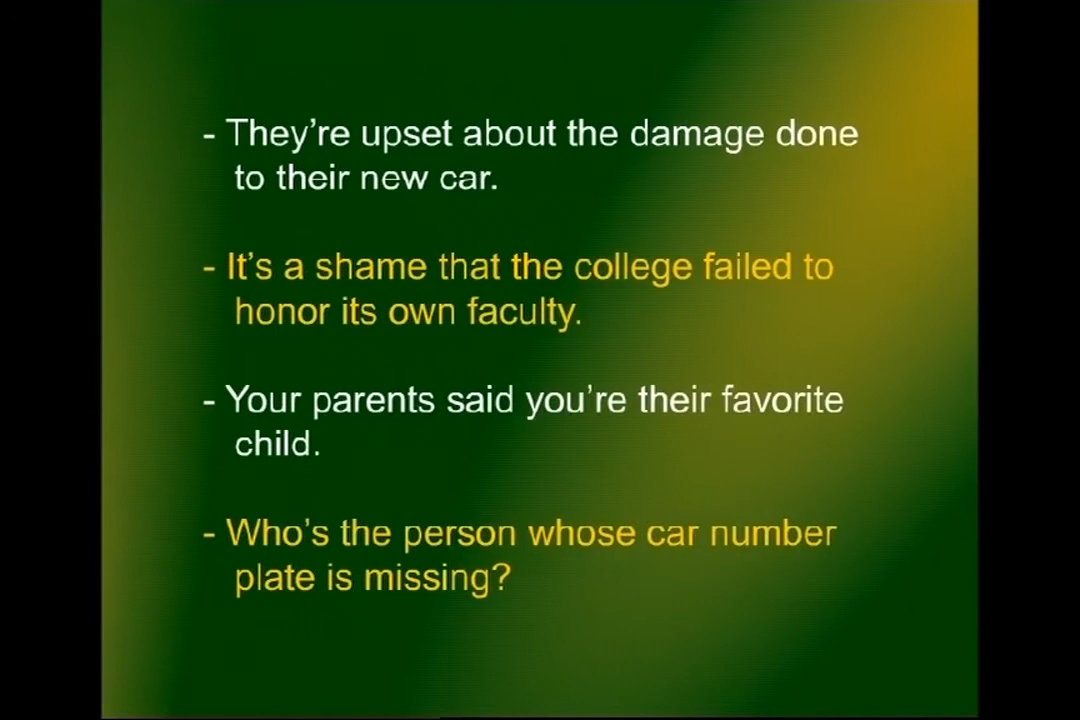 - They’re upset about the damage done
to their new car.
- It’s a shame that the college failed to
honor its own faculty.
- Your parents said you’re their favorite
child.
- Who’s the person whose car number
plate is missing?